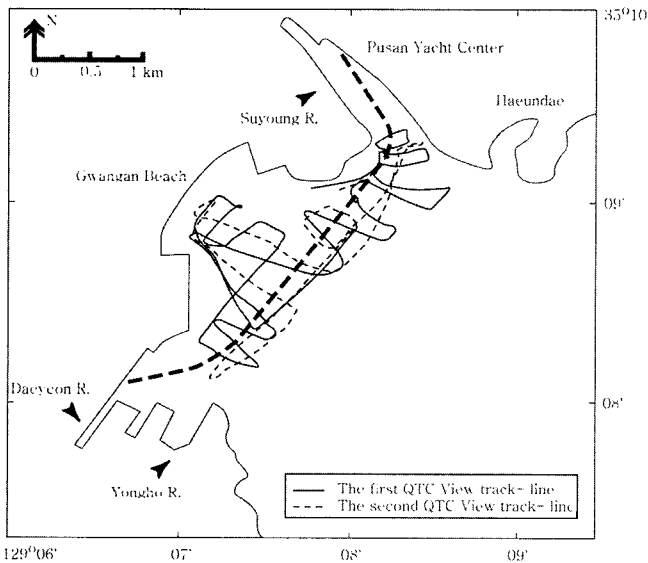 35°10
N
Pusan Yacht Center
0 0.5 1 km
Haeundae
Suyoung R.
Gwangan Beach
09'
Daeyeon R.
08'
Yongho R.
The first QTC View track- line
The second QTC View track- line
129°06' 07' 08' 09'